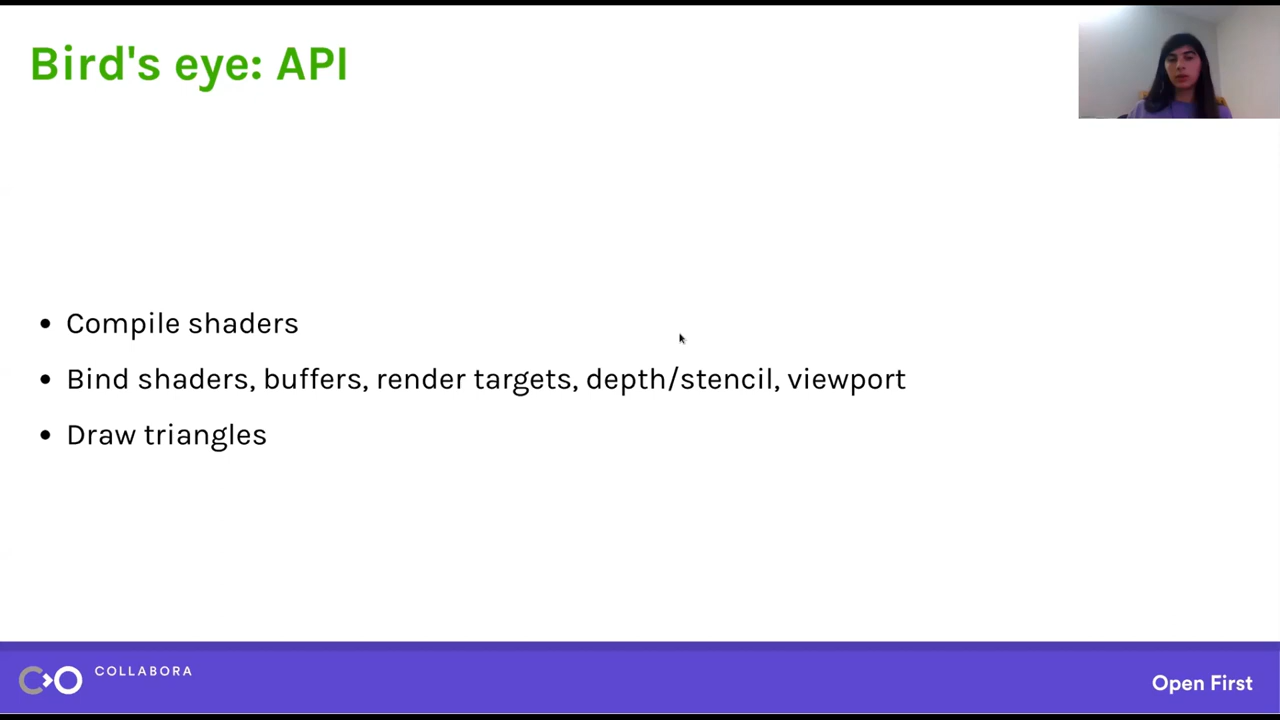 Bird's eye: API
• Compile shaders
• Bind shaders, buffers, render targets, depth/stencil, viewport
• Draw triangles
COLLABORA
Open First